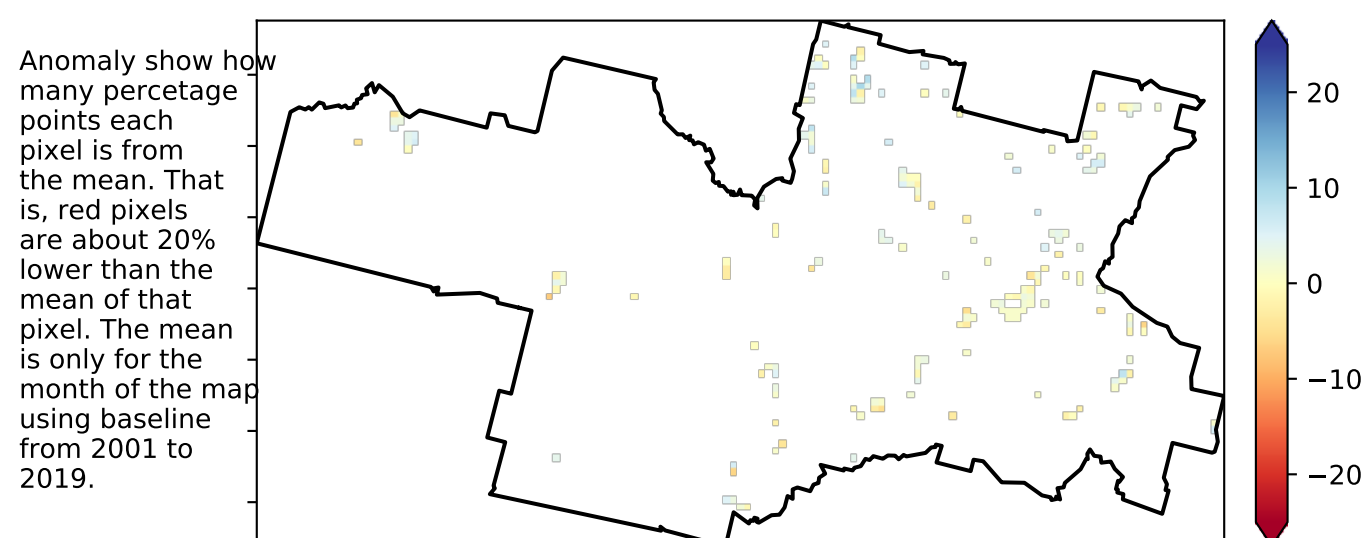 Anomaly show how
many percetage
points each
pixel is from
the mean. That
is, red pixels
are about 20%
lower than the
mean of that
pixel. The mean
is only for the
month of the map
using baseline
from 2001 to
2019.
20
10
0
−10
−20